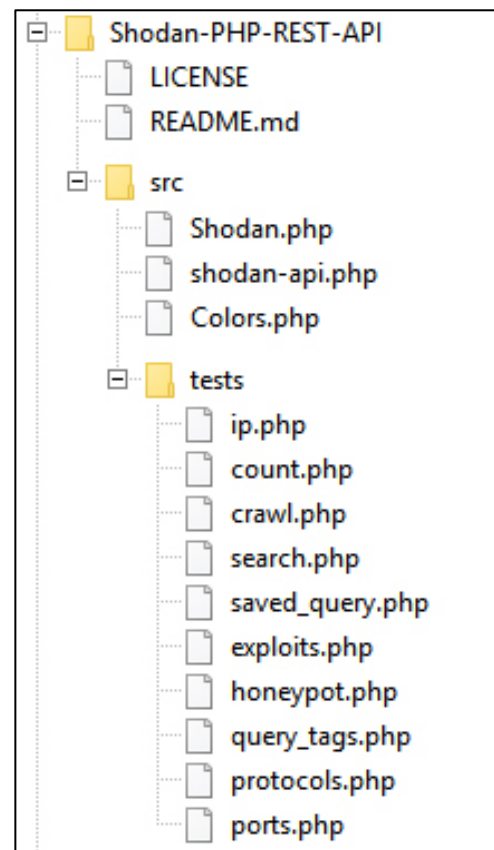 Shodan-PHP-REST-API
LICENSE
README.md
src
Shodan.php
shodan-api.php
Colors.php
tests
ip.php
count.php
crawl.php
search.php
saved_query.php
exploits.php
honeypot.php
query_tags.php
protocols.php
ports.php